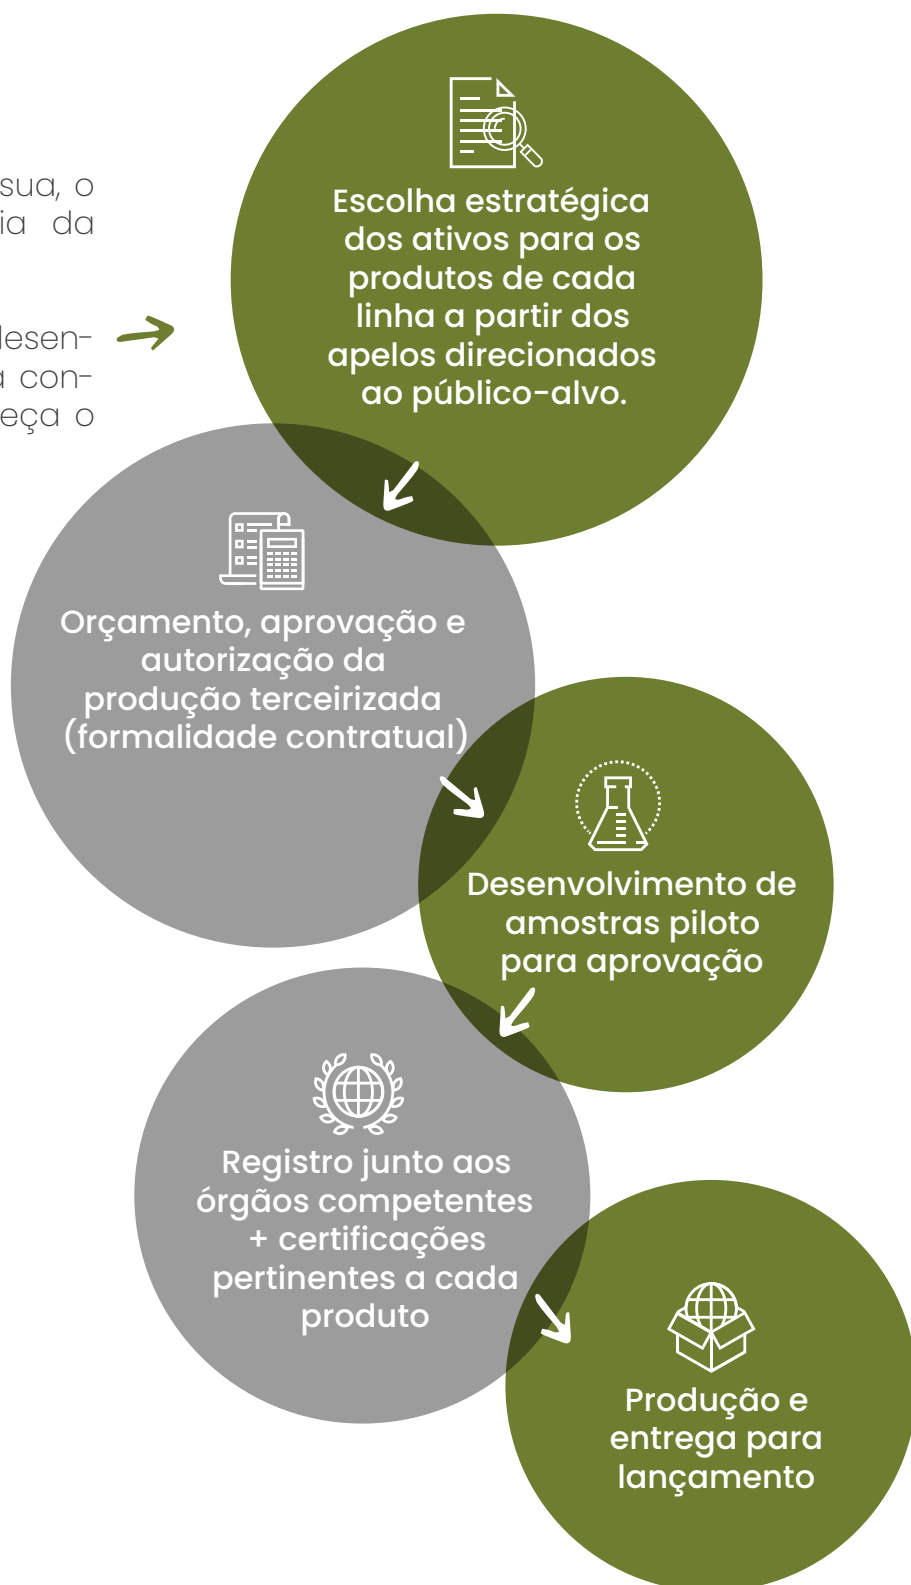 sua, o
ia da
desen-
a con-
eça o
Escolha estratégica
dos ativos para os
produtos de cada
linha a partir dos
apelos direcionados
ao público-alvo.
Orçamento, aprovação e
autorização da
produção terceirizada
(formalidade contratual)
Desenvolvimento de
amostras piloto
para aprovação
Registro junto aos
órgãos competentes
+ certificações
pertinentes a cada
produto
Produção e
entrega para
lançamento